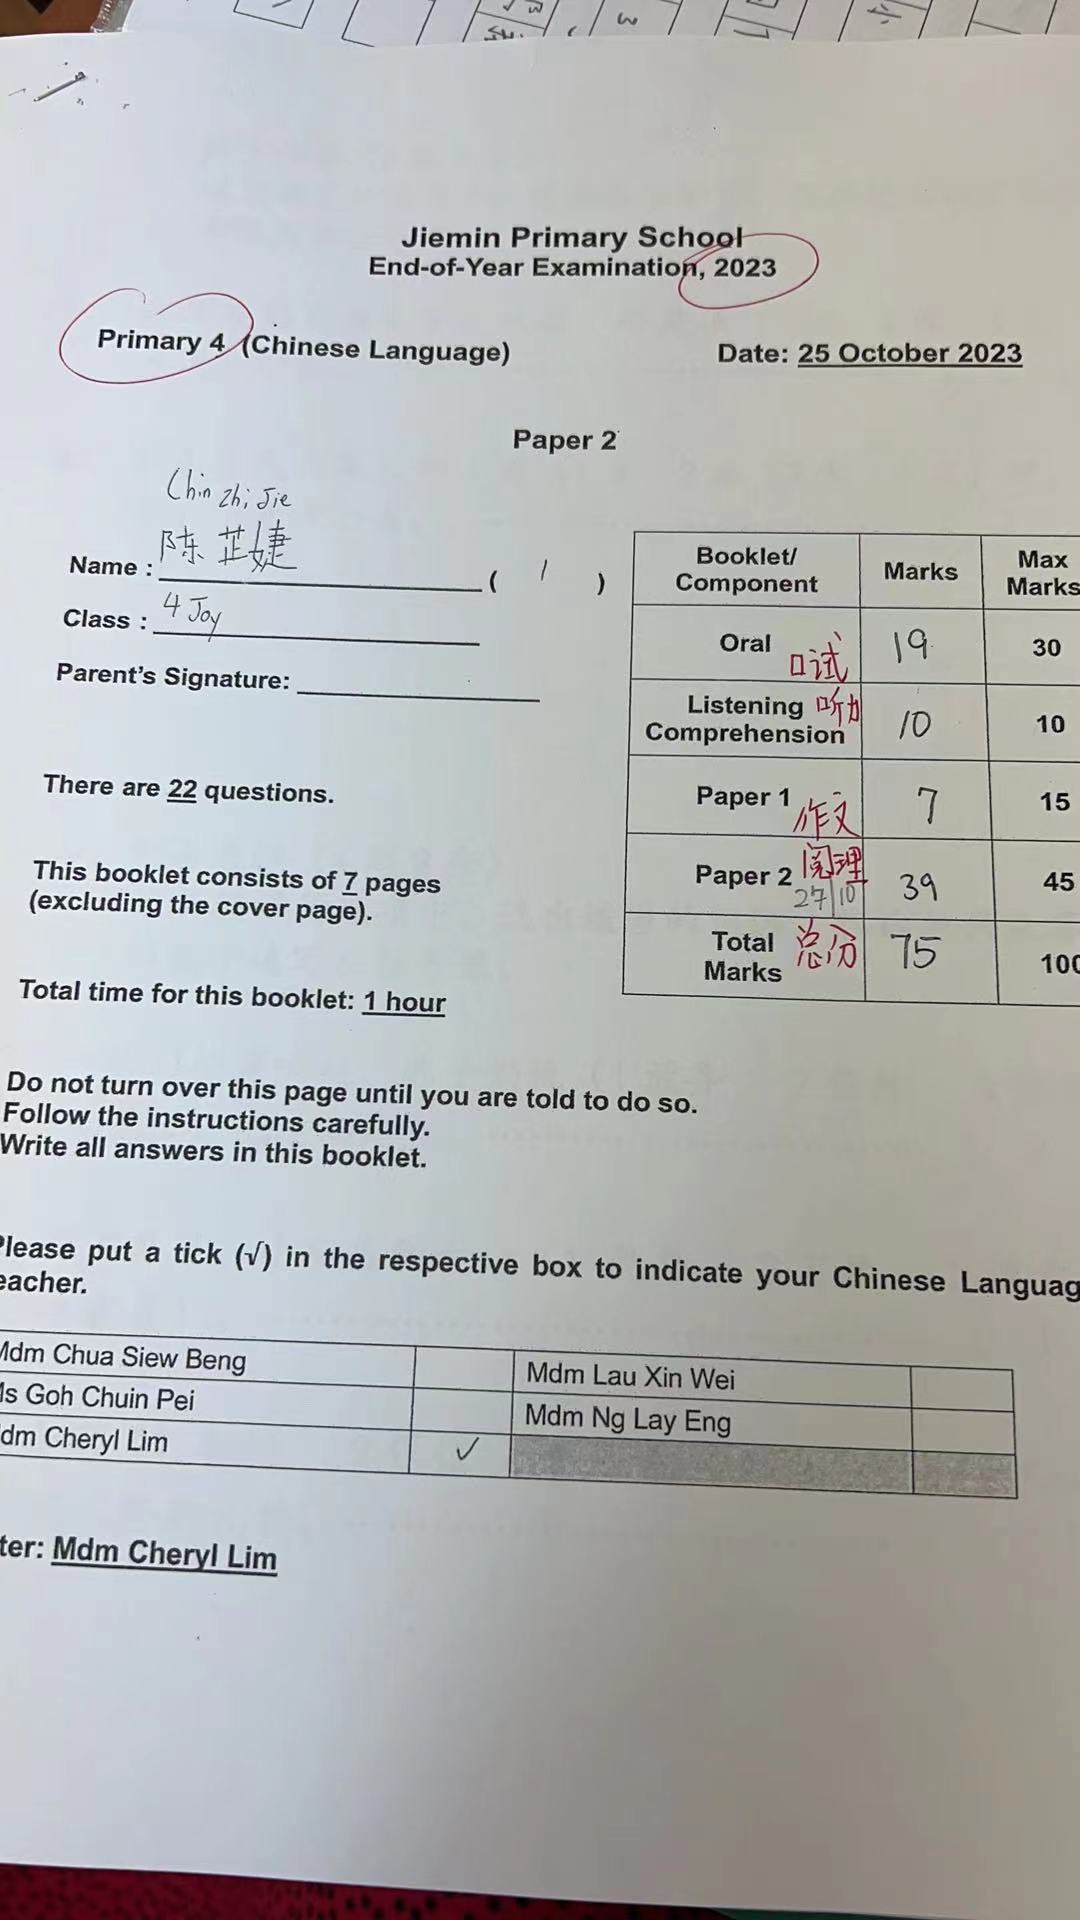 Jiemin Primary School
End-of-Year Examination, 2023
Primary 4 (Chinese Language)
Date: 25 October 2023
Paper 2
Chin Zhi Jie
Name : 陈芷婕 ( 1 )
Class : 4 Joy
Parent's Signature:
There are 22 questions.
This booklet consists of 7 pages
(excluding the cover page).
Total time for this booklet: 1 hour
Booklet/ Component Marks Max Marks
Oral 口试 19 30
Listening 听力 Comprehension 10 10
Paper 1 作文 7 15
Paper 2 阅理 27/10 39 45
Total Marks 总分 75 100
Do not turn over this page until you are told to do so.
Follow the instructions carefully.
Write all answers in this booklet.
Please put a tick (√) in the respective box to indicate your Chinese Languag
eacher.
Mdm Chua Siew Beng Mdm Lau Xin Wei
Ms Goh Chuin Pei Mdm Ng Lay Eng
dm Cheryl Lim ✓
ter: Mdm Cheryl Lim